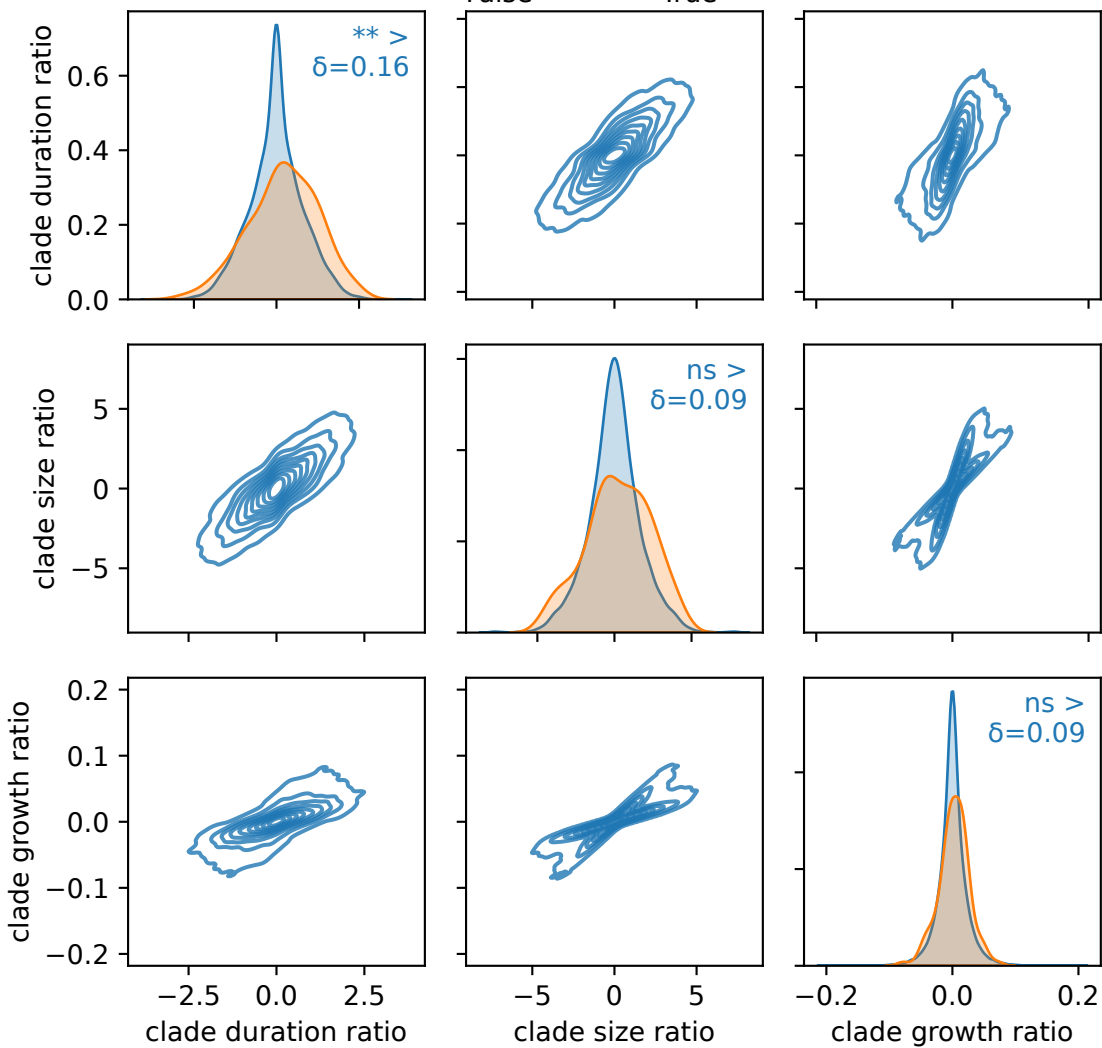 clade duration ratio
0.6
0.4
0.2
0.0
** >
δ=0.16
clade size ratio
5
0
−5
ns >
δ=0.09
clade growth ratio
0.2
0.1
0.0
−0.1
−0.2
ns >
δ=0.09
−2.5 0.0 2.5
clade duration ratio
−5 0 5
clade size ratio
−0.2 0.0 0.2
clade growth ratio